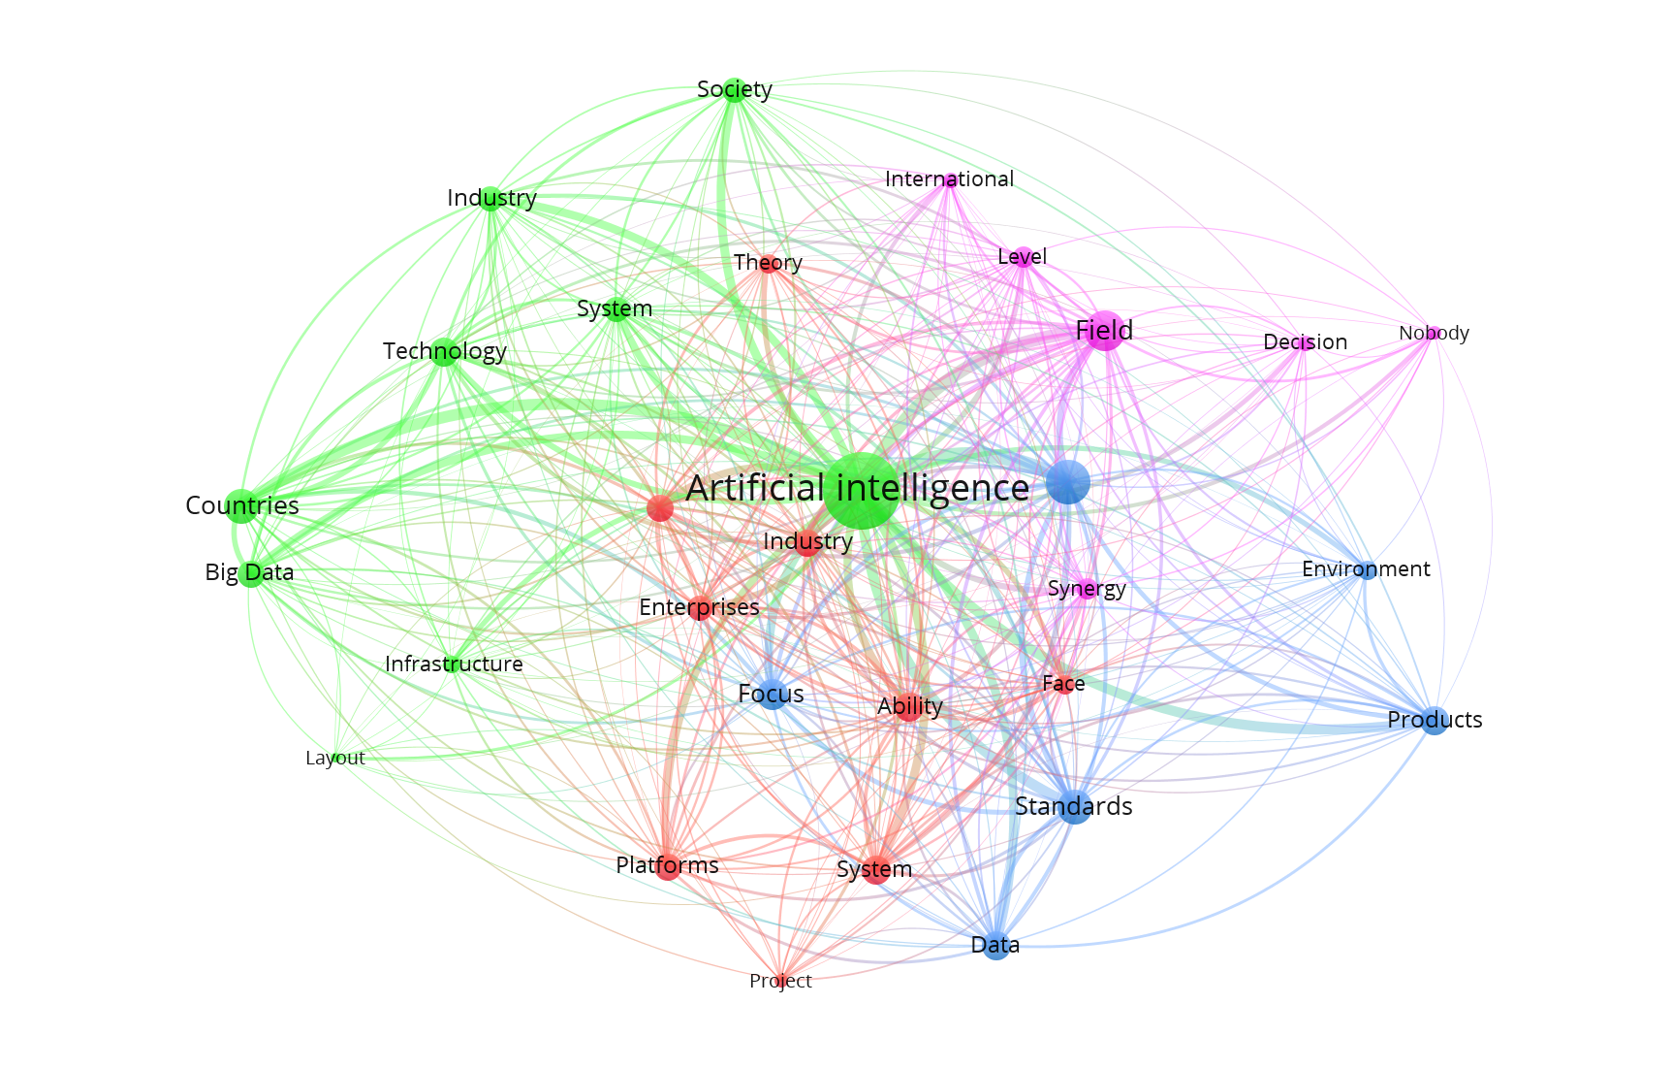 Society
International
Industry
Level
Theory
System
Field
Nobody
Decision
Technology
Artificial intelligence
Countries
Industry
Environment
Big Data
Synergy
Enterprises
Infrastructure
Face
Focus
Ability
Products
Layout
Standards
Platforms
System
Data
Project